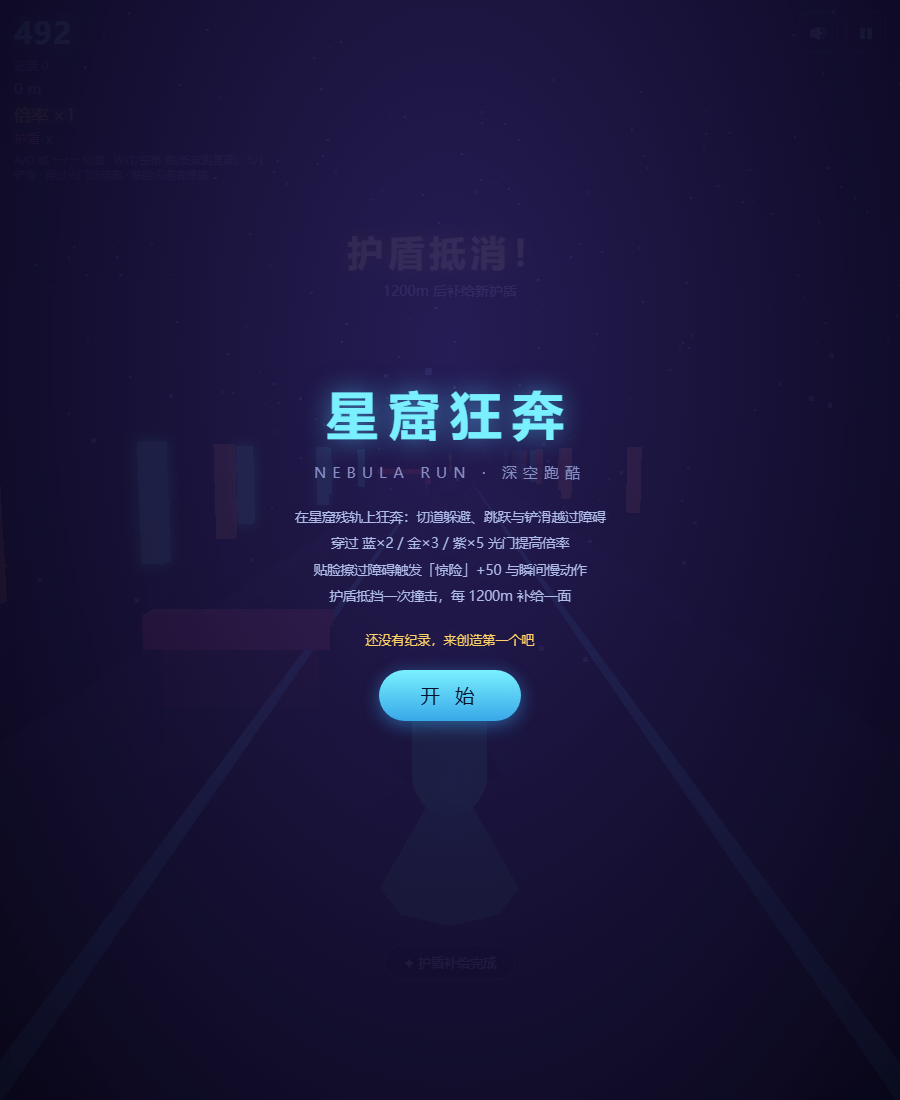 492
0 m
倍率 ×1
护盾抵消！
1200m 后补给新护盾
星窟狂奔
NEBULA RUN · 深空跑酷
在星窟残轨上狂奔：切道躲避、跳跃与铲滑越过障碍
穿过 蓝×2 / 金×3 / 紫×5 光门提高倍率
贴脸擦过障碍触发「惊险」+50 与瞬间慢动作
护盾抵挡一次撞击，每 1200m 补给一面
还没有纪录，来创造第一个吧
开 始
✦ 护盾补给完成